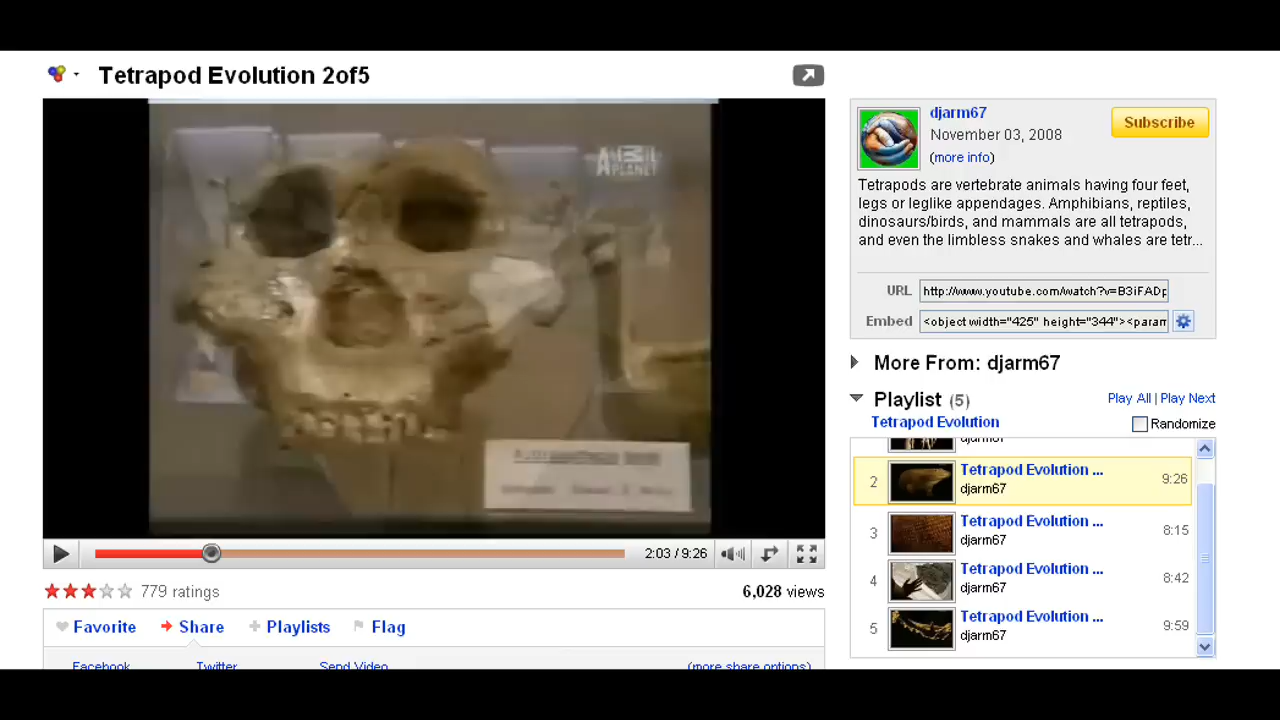 Tetrapod Evolution 2of5
ANIMAL
PLANET
2:03 / 9:26
779 ratings
6,028 views
Favorite
Share
Playlists
Flag
Facebook
Twitter
Send Video
(more share options)
djarm67
November 03, 2008
(more info)
Subscribe
Tetrapods are vertebrate animals having four feet,
legs or leglike appendages. Amphibians, reptiles,
dinosaurs/birds, and mammals are all tetrapods,
and even the limbless snakes and whales are tetr...
URL http://www.youtube.com/watch?v=B3iFADp
Embed <object width="425" height="344"><param
More From: djarm67
Playlist (5)
Play All | Play Next
Tetrapod Evolution
Randomize
djarm67
2 Tetrapod Evolution ... 9:26
djarm67
3 Tetrapod Evolution ... 8:15
djarm67
4 Tetrapod Evolution ... 8:42
djarm67
5 Tetrapod Evolution ... 9:59
djarm67